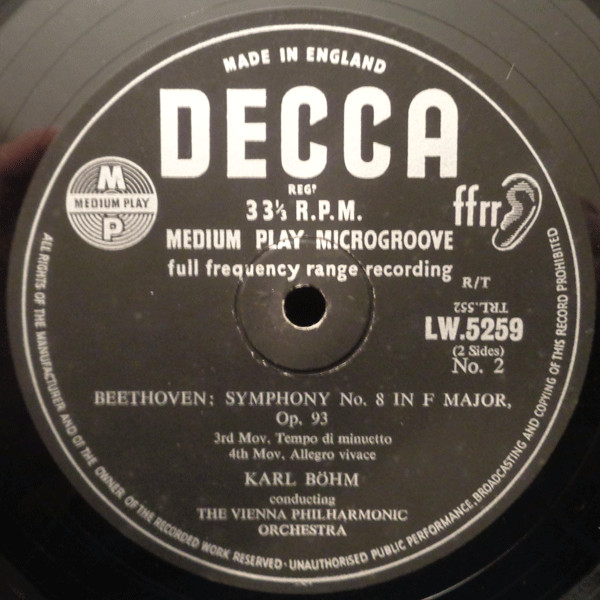 MADE IN ENGLAND
DECCA
REGD
33⅓ R.P.M.
M
MEDIUM PLAY
P
ffrr
MEDIUM PLAY MICROGROOVE
full frequency range recording
R/T
TRL.552
LW.5259
(2 Sides)
No. 2
BEETHOVEN: SYMPHONY No. 8 IN F MAJOR,
Op. 93
3rd Mov. Tempo di minuetto
4th Mov. Allegro vivace
KARL BÖHM
conducting
THE VIENNA PHILHARMONIC
ORCHESTRA
ALL RIGHTS OF THE MANUFACTURER AND OF THE OWNER OF THE RECORDED WORK RESERVED · UNAUTHORISED PUBLIC PERFORMANCE, BROADCASTING AND COPYING OF THIS RECORD PROHIBITED